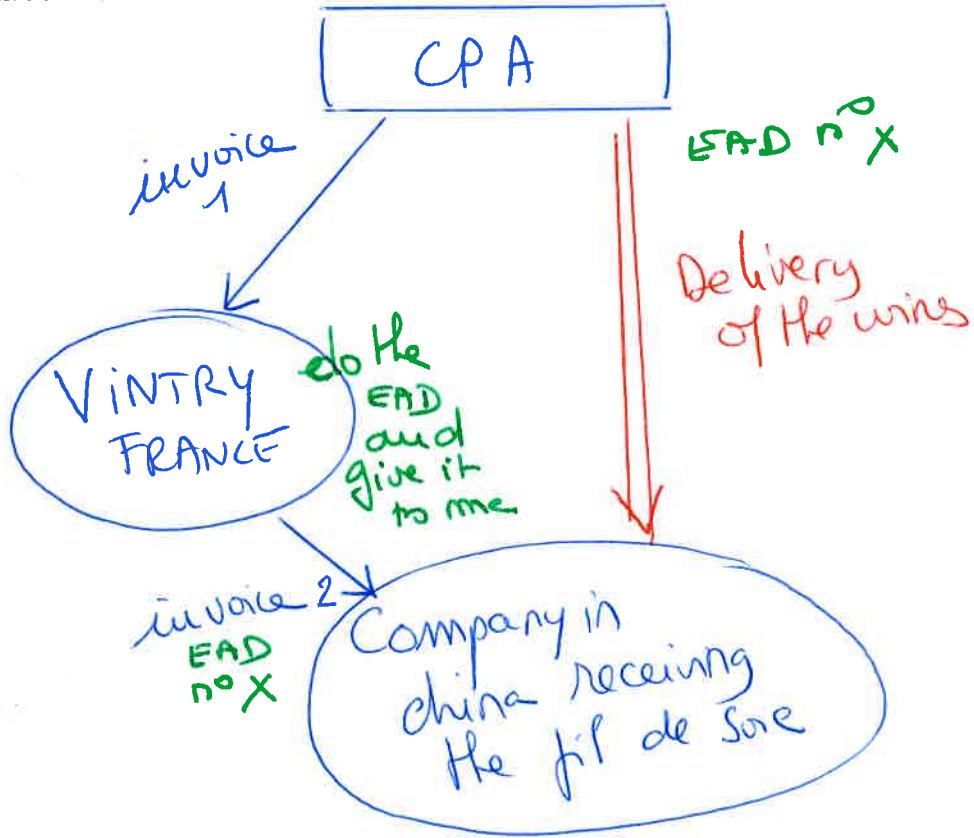 CPA
invoice
1
EAD n° X
Delivery
of the wins
VINTRY
FRANCE
do the
EAD
and
give it
to me
invoice 2
EAD
n° X
Company in
china receiving
the fil de soie